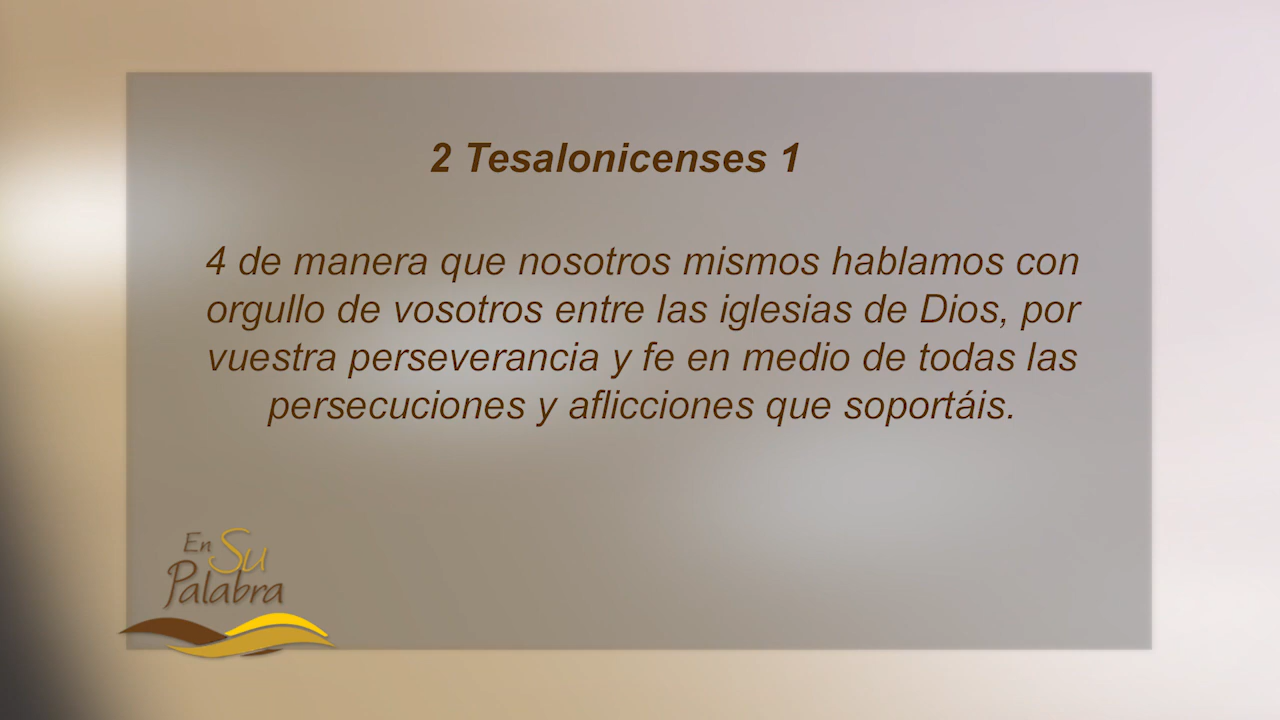 2 Tesalonicenses 1
4 de manera que nosotros mismos hablamos con
orgullo de vosotros entre las iglesias de Dios, por
vuestra perseverancia y fe en medio de todas las
persecuciones y aflicciones que soportáis.
En Su
Palabra